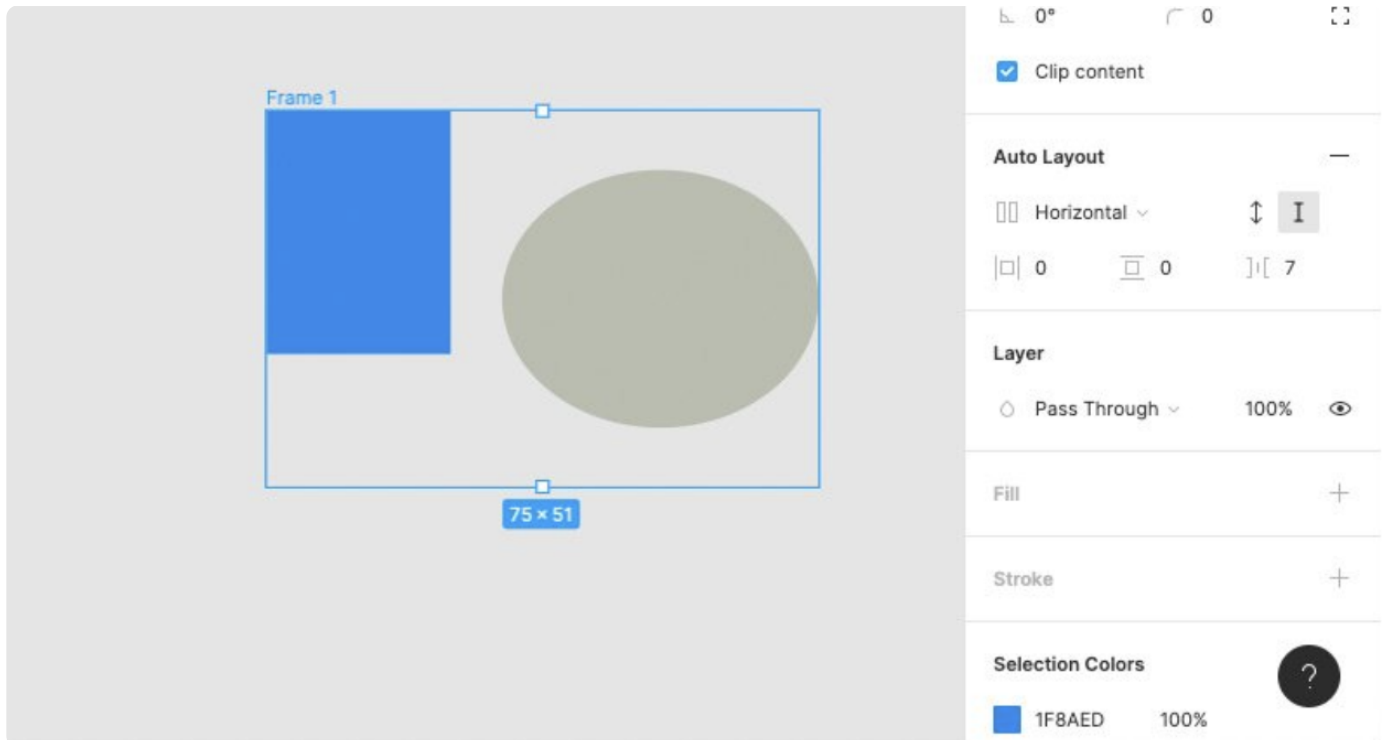 0° 0
Clip content
Frame 1
Auto Layout
Horizontal
0 0 7
Layer
Pass Through 100%
75 × 51
Fill
Stroke
Selection Colors
?
1F8AED 100%